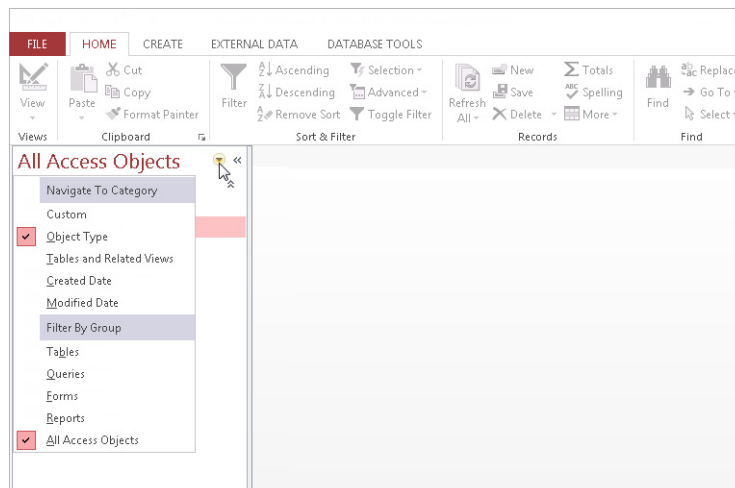 FILE HOME CREATE EXTERNAL DATA DATABASE TOOLS
View
Views
Paste
Cut
Copy
Format Painter
Clipboard
Filter
Ascending
Descending
Remove Sort
Selection
Advanced
Toggle Filter
Sort & Filter
Refresh
All
New
Save
Delete
Totals
Spelling
More
Records
Find
Replace
Go To
Select
Find
All Access Objects
Navigate To Category
Custom
Object Type
Tables and Related Views
Created Date
Modified Date
Filter By Group
Tables
Queries
Forms
Reports
All Access Objects